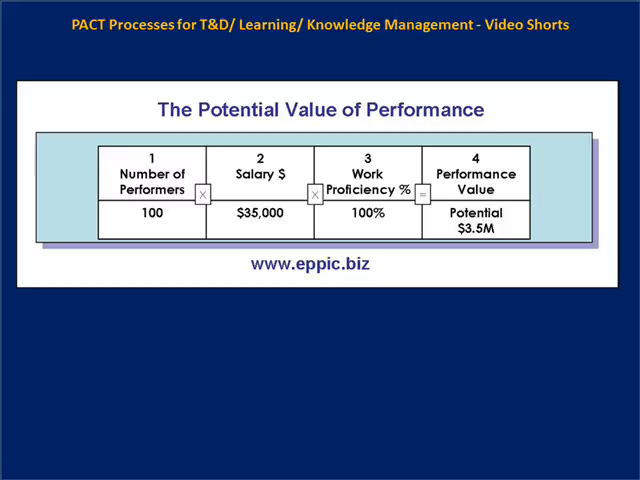 PACT Processes for T&D/ Learning/ Knowledge Management - Video Shorts
The Potential Value of Performance
1 2 3 4
Number of Salary $ Work Performance
Performers x x Proficiency % = Value
100 $35,000 100% Potential
$3.5M
www.eppic.biz